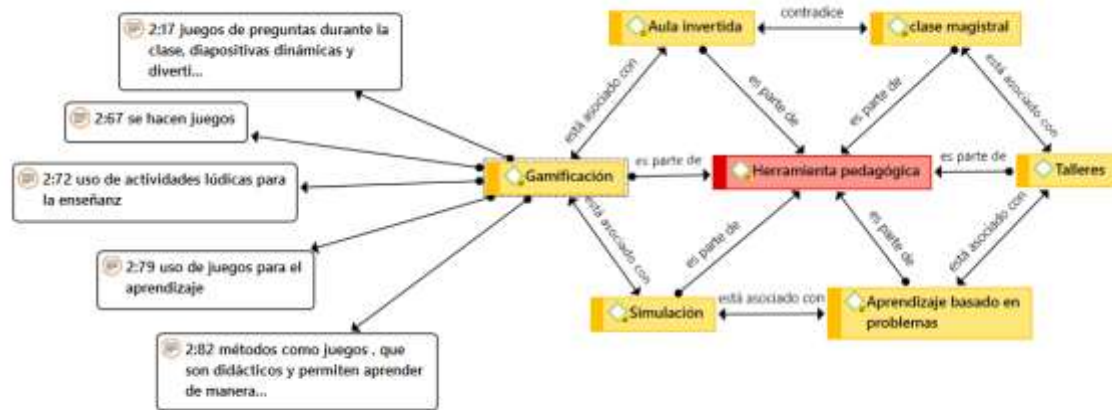 2:17 juegos de preguntas durante la
clase, diapositivas dinámicas y
diverti...
2:67 se hacen juegos
2:72 uso de actividades lúdicas para
la enseñanz
2:79 uso de juegos para el
aprendizaje
2:82 métodos como juegos , que
son didácticos y permiten aprender
de manera...
Aula invertida
contradice
clase magistral
está asociado con
es parte de
es parte de
está asociado con
Gamificación
es parte de
Herramienta pedagógica
es parte de
Talleres
está asociado con
es parte de
es parte de
está asociado con
Simulación
está asociado con
Aprendizaje basado en
problemas